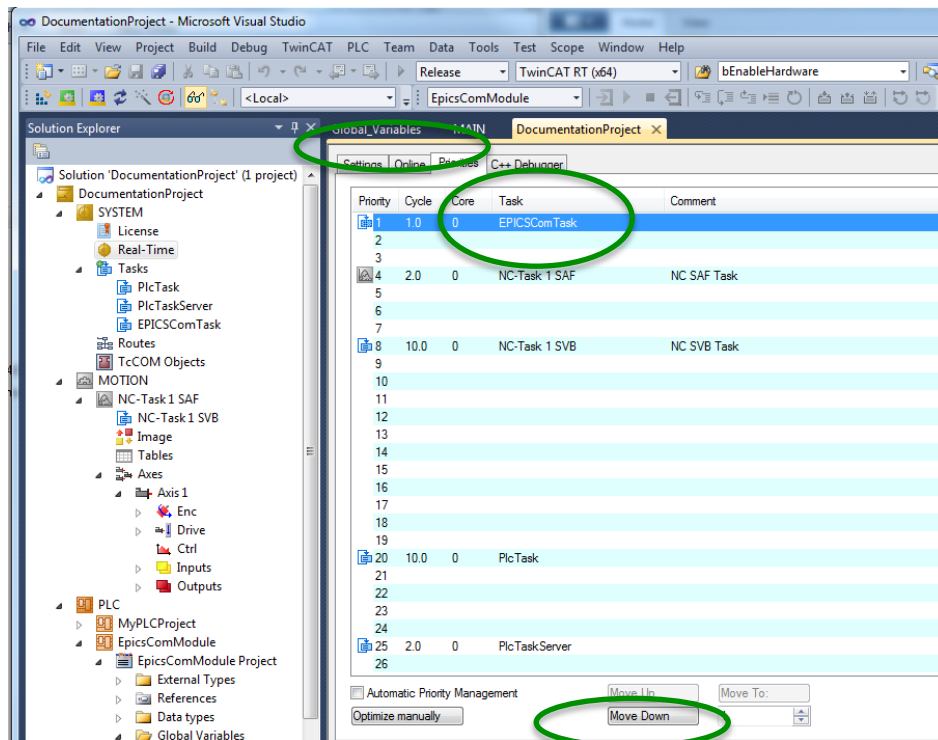 DocumentationProject - Microsoft Visual Studio
File Edit View Project Build Debug TwinCAT PLC Team Data Tools Test Scope Window Help
Release TwinCAT RT (x64) bEnableHardware
<Local> EpicsComModule
Solution Explorer
Global_Variables MAIN DocumentationProject
Settings Online Priorities C++ Debugger
Solution 'DocumentationProject' (1 project)
DocumentationProject
SYSTEM
License
Real-Time
Tasks
PlcTask
PlcTaskServer
EPICSComTask
Routes
TcCOM Objects
MOTION
NC-Task 1 SAF
NC-Task 1 SVB
Image
Tables
Axes
Axis 1
Enc
Drive
Ctrl
Inputs
Outputs
PLC
MyPLCProject
EpicsComModule
EpicsComModule Project
External Types
References
Data types
Global Variables
Priority Cycle Core Task Comment
1 1.0 0 EPICSComTask
2
3
4 2.0 0 NC-Task 1 SAF NC SAF Task
5
6
7
8 10.0 0 NC-Task 1 SVB NC SVB Task
9
10
11
12
13
14
15
16
17
18
19
20 10.0 0 PlcTask
21
22
23
24
25 2.0 0 PlcTaskServer
26
Automatic Priority Management Move Up Move To:
Optimize manually Move Down